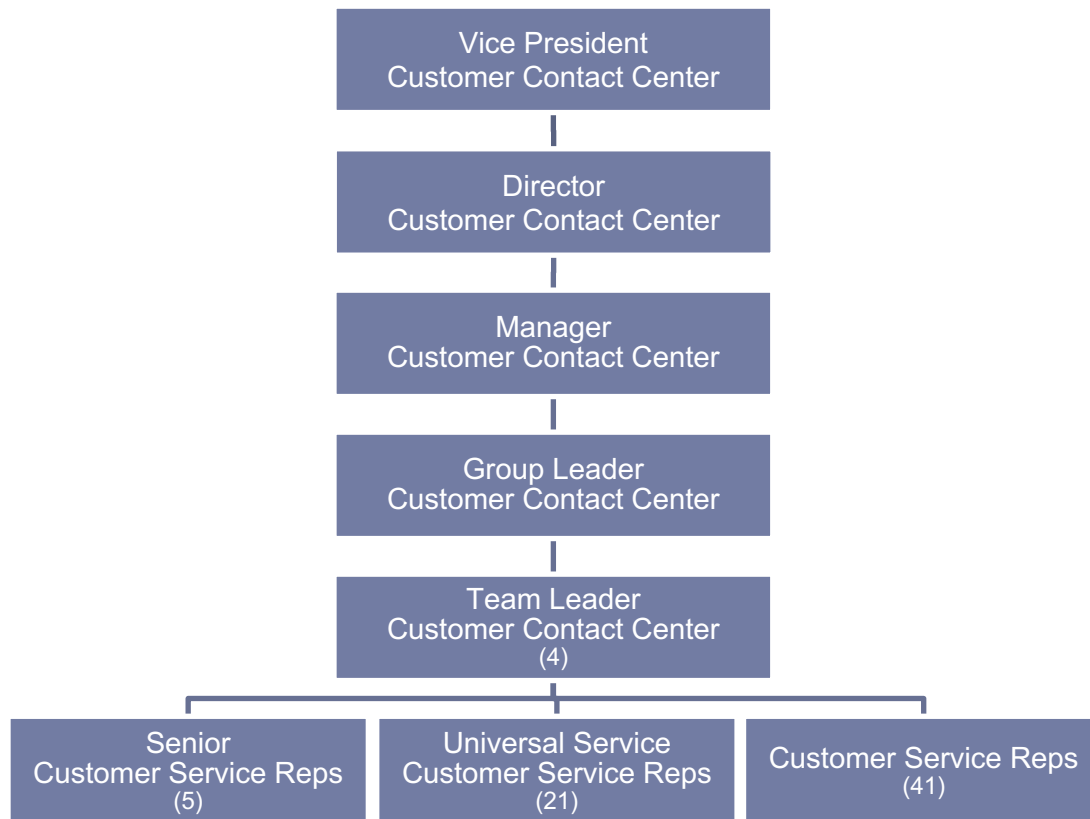 Vice President
Customer Contact Center
Director
Customer Contact Center
Manager
Customer Contact Center
Group Leader
Customer Contact Center
Team Leader
Customer Contact Center
(4)
Senior
Customer Service Reps
(5)
Universal Service
Customer Service Reps
(21)
Customer Service Reps
(41)